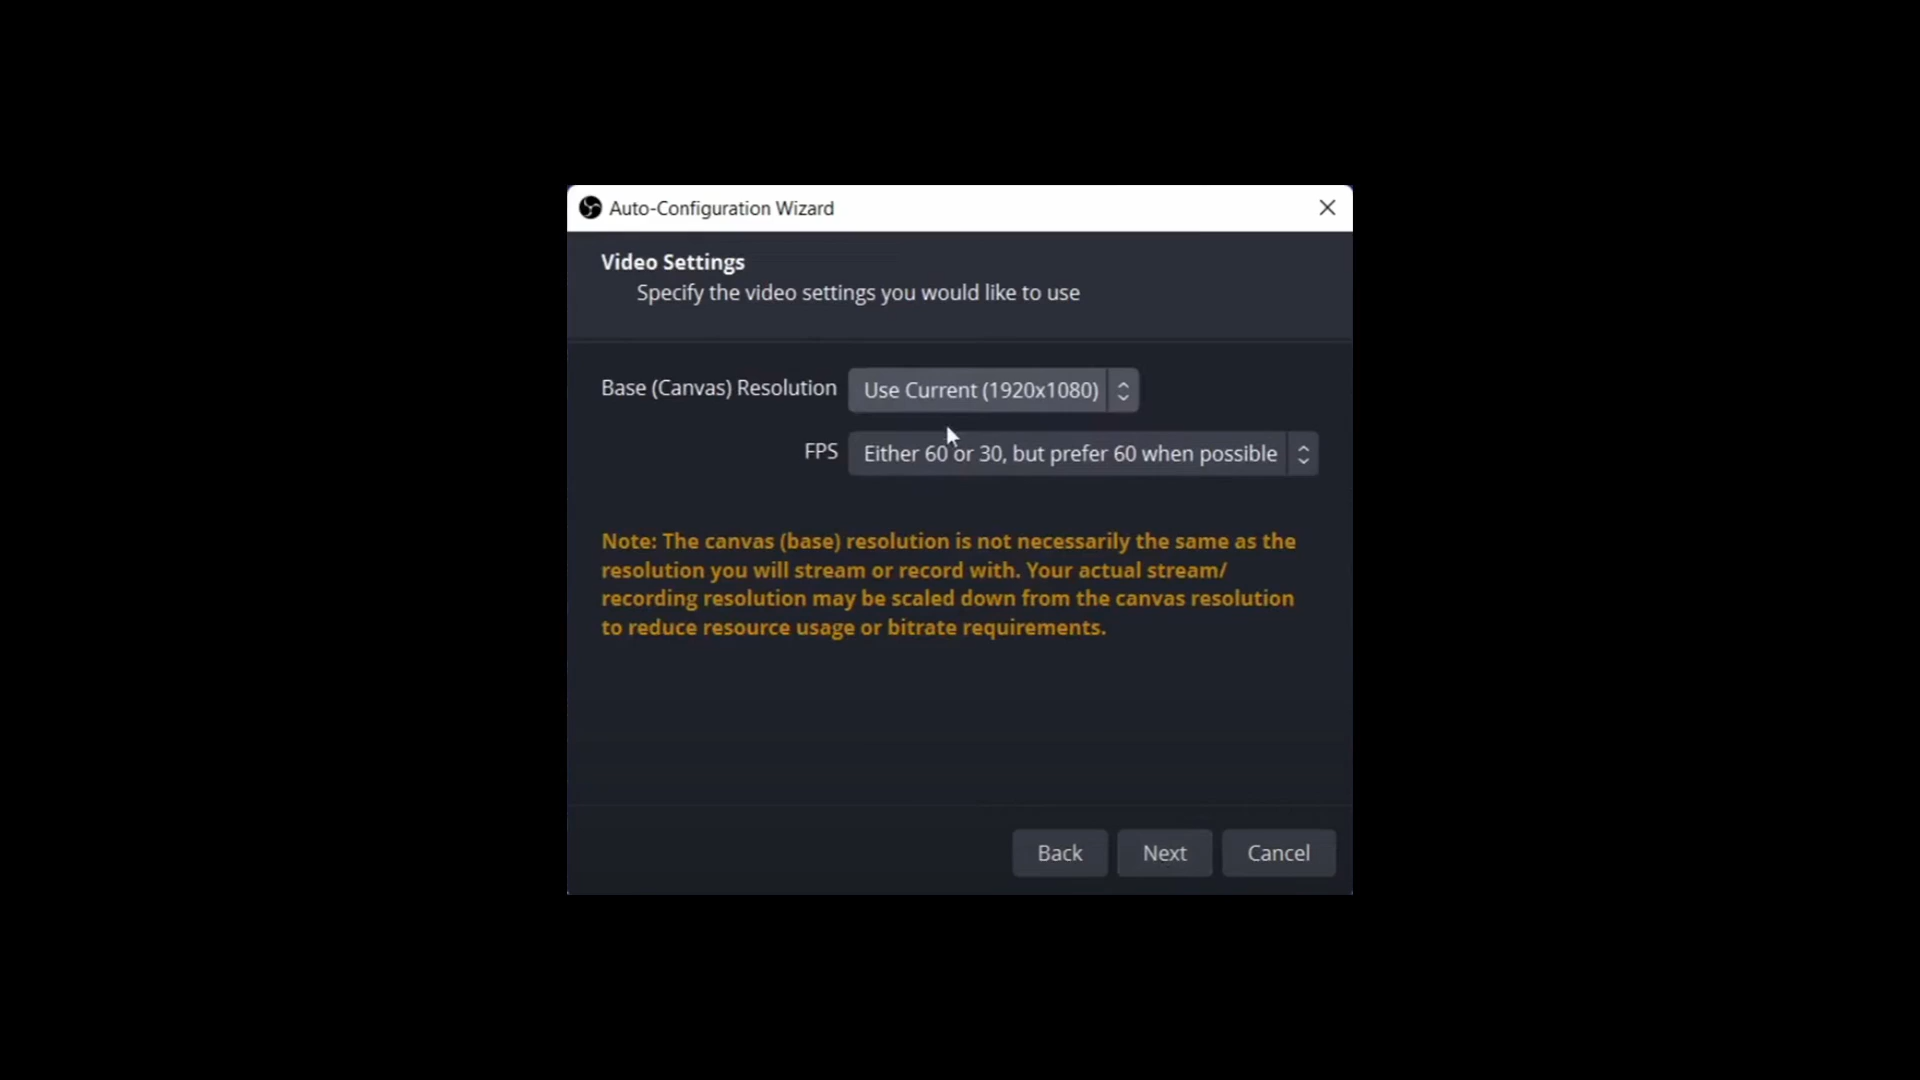 Auto-Configuration Wizard
Video Settings
Specify the video settings you would like to use
Base (Canvas) Resolution Use Current (1920x1080)
FPS Either 60 or 30, but prefer 60 when possible
Note: The canvas (base) resolution is not necessarily the same as the
resolution you will stream or record with. Your actual stream/
recording resolution may be scaled down from the canvas resolution
to reduce resource usage or bitrate requirements.
Back Next Cancel